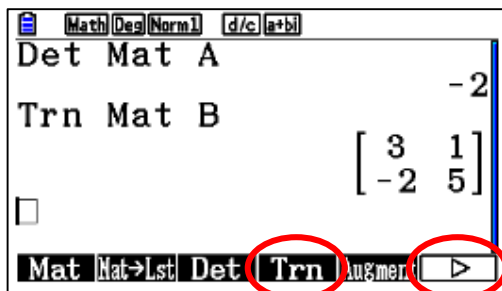 Math Deg Norm1 d/c a+bi
Det Mat A
-2
Trn Mat B
[ 3 1
-2 5 ]
Mat Mat→Lst Det Trn Augment ▷